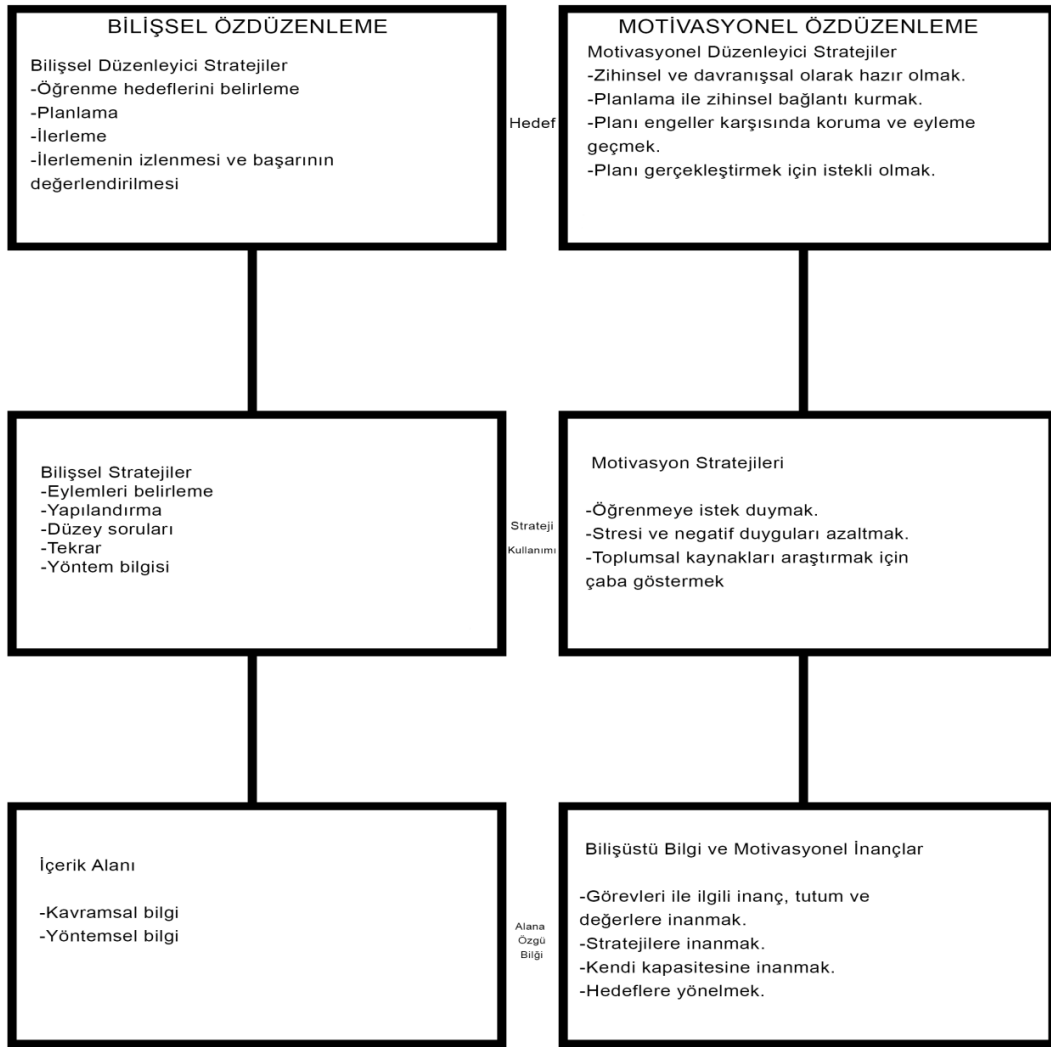 BİLİŞSEL ÖZDÜZENLEME
Bilişsel Düzenleyici Stratejiler
-Öğrenme hedeflerini belirleme
-Planlama
-İlerleme
-İlerlemenin izlenmesi ve başarının
değerlendirilmesi
Hedef
MOTİVASYONEL ÖZDÜZENLEME
Motivasyonel Düzenleyici Stratejiler
-Zihinsel ve davranışsal olarak hazır olmak.
-Planlama ile zihinsel bağlantı kurmak.
-Planı engeller karşısında koruma ve eyleme
geçmek.
-Planı gerçekleştirmek için istekli olmak.
Bilişsel Stratejiler
-Eylemleri belirleme
-Yapılandırma
-Düzey soruları
-Tekrar
-Yöntem bilgisi
Strateji
Kullanımı
Motivasyon Stratejileri
-Öğrenmeye istek duymak.
-Stresi ve negatif duyguları azaltmak.
-Toplumsal kaynakları araştırmak için
çaba göstermek
İçerik Alanı
-Kavramsal bilgi
-Yöntemsel bilgi
Alana
Özgü
Bilği
Bilişüstü Bilgi ve Motivasyonel İnançlar
-Görevleri ile ilgili inanç, tutum ve
değerlere inanmak.
-Stratejilere inanmak.
-Kendi kapasitesine inanmak.
-Hedeflere yönelmek.